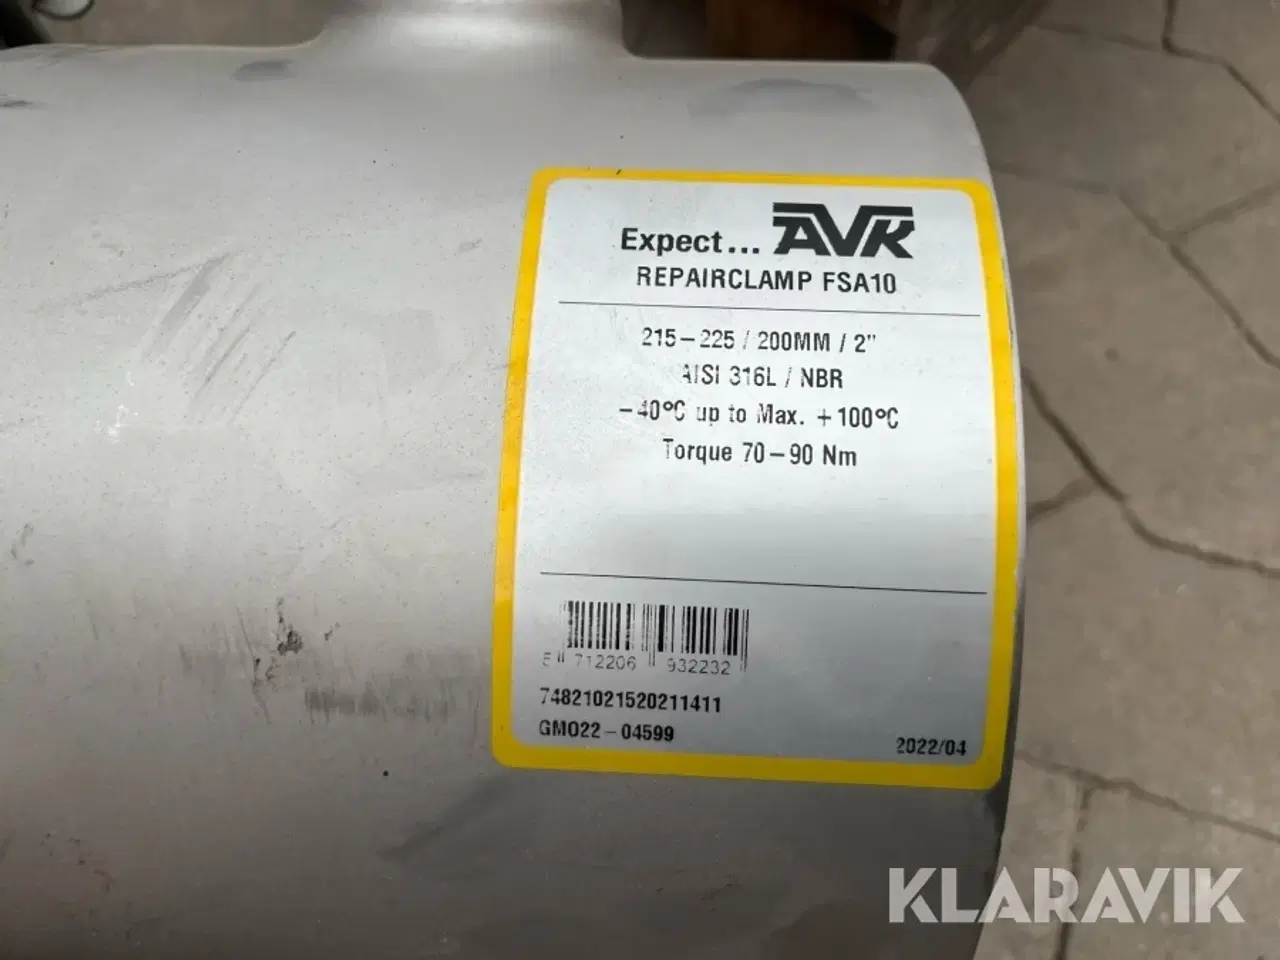 Expect... AVK
REPAIRCLAMP FSA10
215-225 / 200MM / 2"
AISI 316L / NBR
-40°C up to Max. +100°C
Torque 70-90 Nm
5 712206 932232
74821021520211411
GMO22-04599
2022/04
KLARAVIK